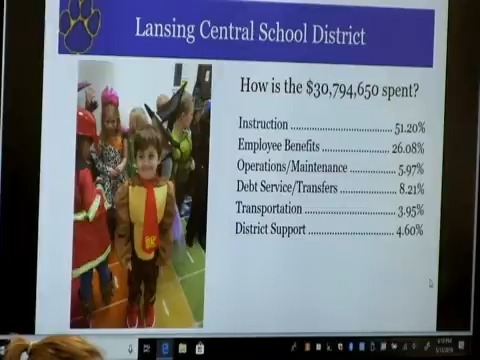 Lansing Central School District
How is the $30,794,650 spent?
Instruction ................................... 51.20%
Employee Benefits ........................ 26.08%
Operations/Maintenance ................ 5.97%
Debt Service/Transfers .................. 8.21%
Transportation ............................... 3.95%
District Support .............................. 4.60%